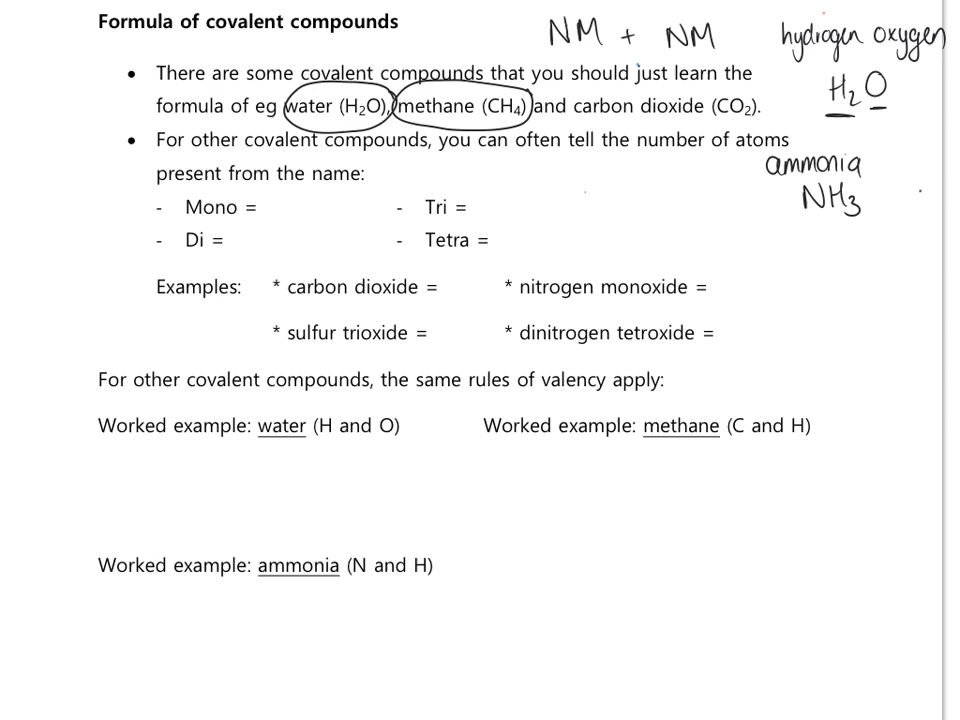 Formula of covalent compounds
NM + NM
hydrogen oxygen
H₂O
• There are some covalent compounds that you should just learn the
formula of eg water (H₂O), methane (CH₄) and carbon dioxide (CO₂).
• For other covalent compounds, you can often tell the number of atoms
present from the name:
ammonia
NH₃
- Mono = - Tri =
- Di = - Tetra =
Examples: * carbon dioxide = * nitrogen monoxide =
* sulfur trioxide = * dinitrogen tetroxide =
For other covalent compounds, the same rules of valency apply:
Worked example: water (H and O) Worked example: methane (C and H)
Worked example: ammonia (N and H)